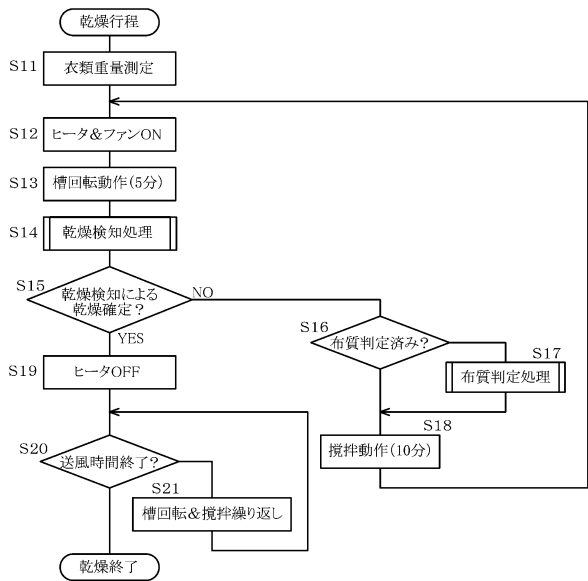 乾燥行程
S11
衣類重量測定
S12
ヒータ&ファンON
S13
槽回転動作(5分)
S14
乾燥検知処理
S15
乾燥検知による
乾燥確定?
NO
YES
S16
布質判定済み?
S17
布質判定処理
S18
撹拌動作(10分)
S19
ヒータOFF
S20
送風時間終了?
S21
槽回転&撹拌繰り返し
乾燥終了